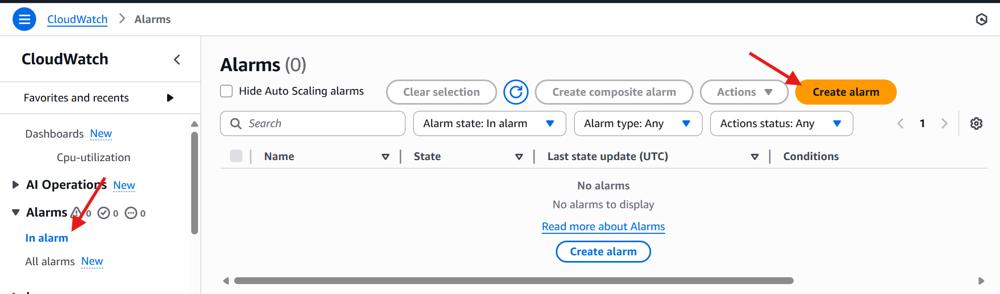 CloudWatch > Alarms
CloudWatch
Favorites and recents
Dashboards New
Cpu-utilization
AI Operations New
Alarms 0 0 0
In alarm
All alarms New
Alarms (0)
Hide Auto Scaling alarms
Clear selection
Create composite alarm
Actions
Create alarm
Search
Alarm state: In alarm
Alarm type: Any
Actions status: Any
1
Name State Last state update (UTC) Conditions
No alarms
No alarms to display
Read more about Alarms
Create alarm